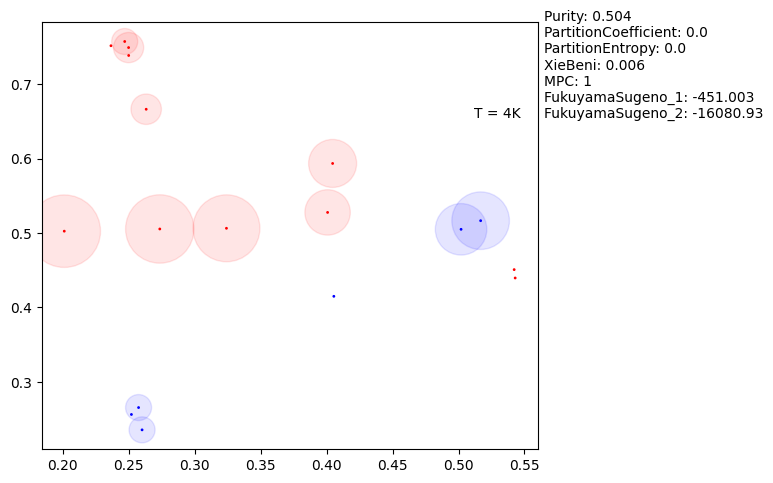 Purity: 0.504
PartitionCoefficient: 0.0
PartitionEntropy: 0.0
XieBeni: 0.006
MPC: 1
FukuyamaSugeno_1: -451.003
FukuyamaSugeno_2: -16080.93
T = 4K
0.7
0.6
0.5
0.4
0.3
0.20 0.25 0.30 0.35 0.40 0.45 0.50 0.55